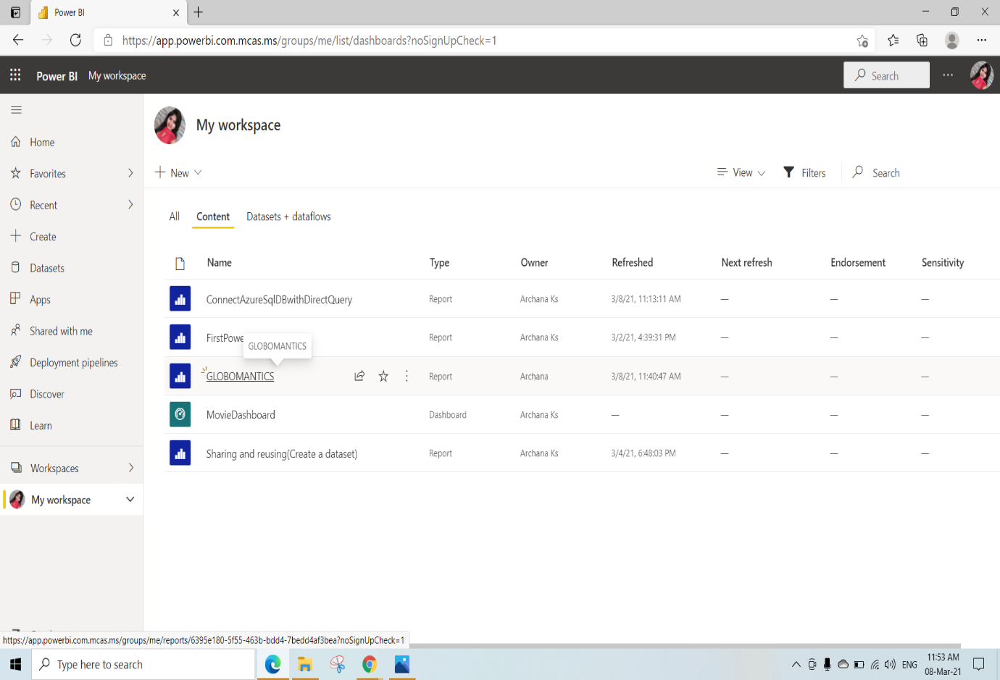 Power BI
https://app.powerbi.com.mcas.ms/groups/me/list/dashboards?noSignUpCheck=1
Power BI My workspace Search
My workspace
Home
Favorites
Recent
Create
Datasets
Apps
Shared with me
Deployment pipelines
Discover
Learn
Workspaces
My workspace
New View Filters Search
All Content Datasets + dataflows
Name Type Owner Refreshed Next refresh Endorsement Sensitivity
ConnectAzureSqlDBwithDirectQuery Report Archana Ks 3/8/21, 11:13:11 AM — — —
FirstPowe Report Archana Ks 3/2/21, 4:39:31 PM — — —
GLOBOMANTICS
GLOBOMANTICS Report Archana 3/8/21, 11:40:47 AM — — —
MovieDashboard Dashboard Archana Ks — — — —
Sharing and reusing(Create a dataset) Report Archana Ks 3/4/21, 6:48:03 PM — — —
https://app.powerbi.com.mcas.ms/groups/me/reports/6395e180-5f55-463b-bdd4-7bedd4af3bea?noSignUpCheck=1
Type here to search
ENG
11:53 AM
08-Mar-21